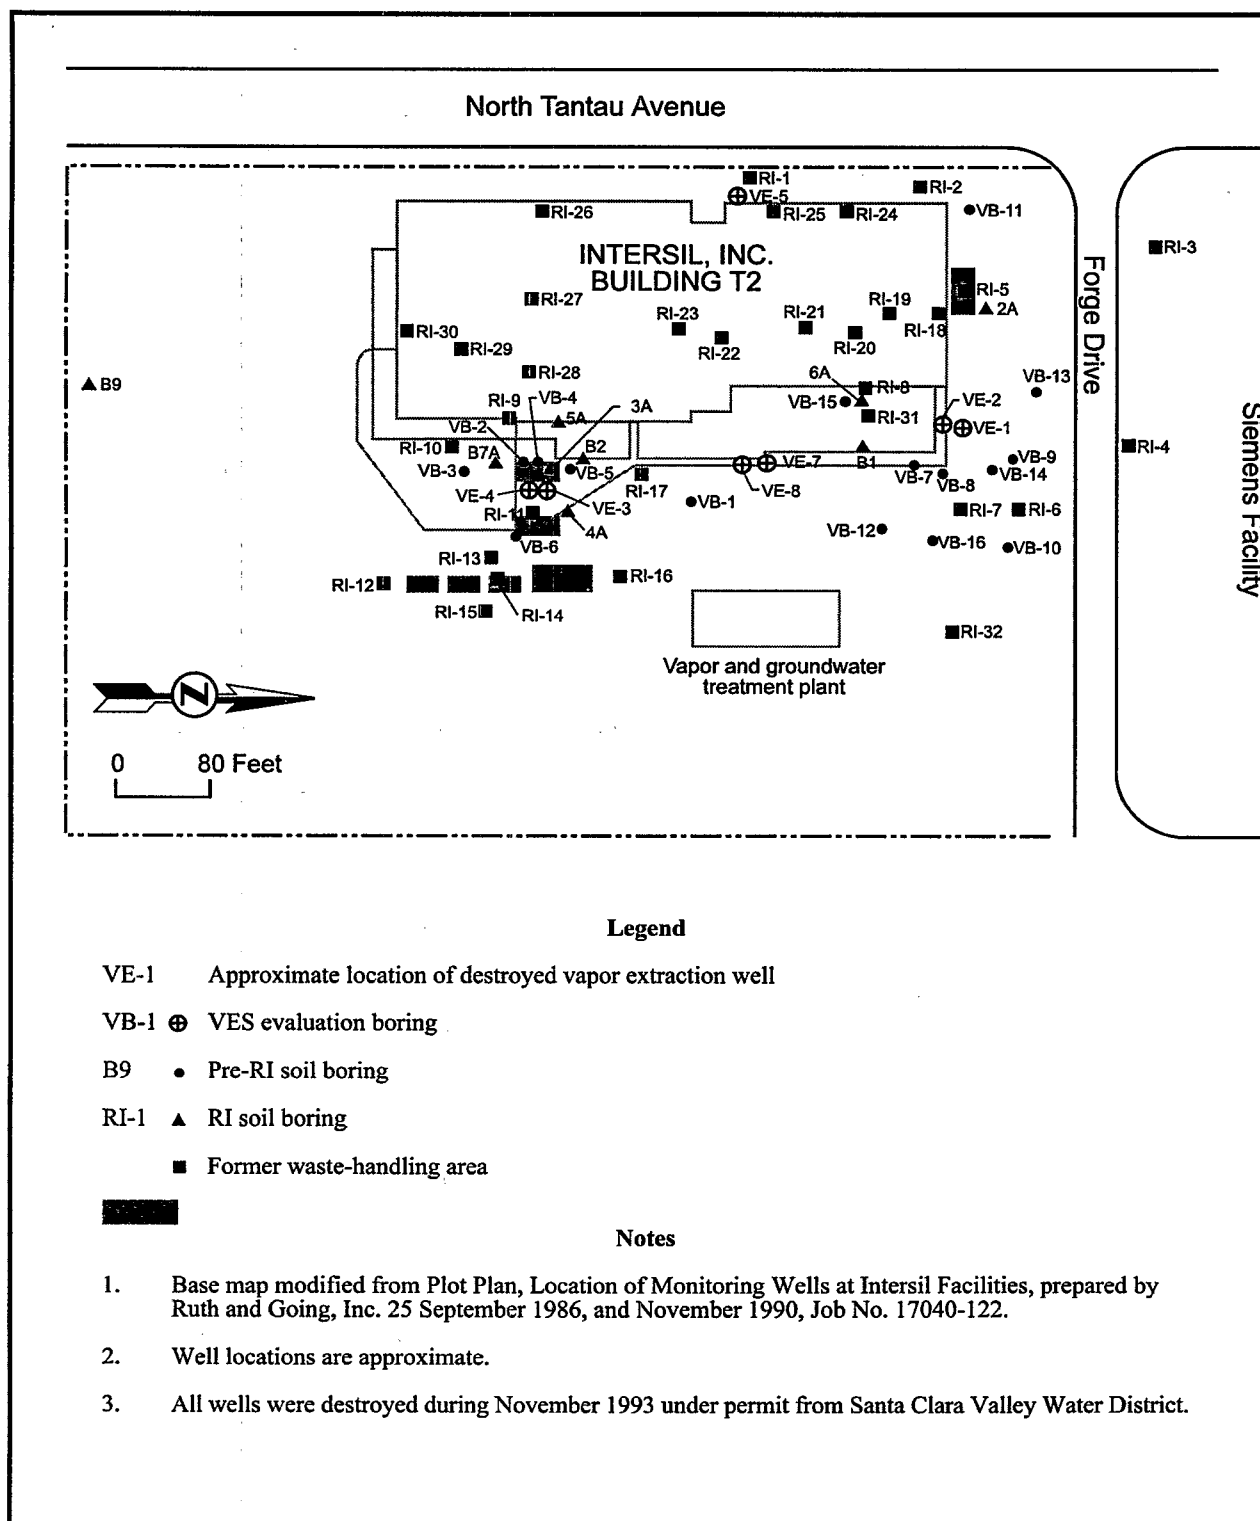 North Tantau Avenue
RI-1
RI-2
VE-5
RI-26
RI-25
RI-24
VB-11
INTERSIL, INC.
BUILDING T2
Forge Drive
RI-3
RI-5
RI-27
RI-19
2A
RI-23
RI-21
RI-18
RI-30
RI-22
RI-20
RI-29
RI-28
6A
RI-8
VB-13
B9
VB-4
VE-2
RI-9
3A
VB-15
RI-31
VB-2
5A
VE-1
Siemens Facility
RI-10
B7A
B2
RI-4
VB-3
VB-5
VE-7
B1
VB-9
VB-7
VB-14
VE-4
RI-17
VE-8
VB-8
VB-1
VE-3
RI-11
RI-7
RI-6
4A
VB-12
VB-6
VB-16
VB-10
RI-13
RI-12
RI-16
RI-15
RI-14
RI-32
Vapor and groundwater
treatment plant
N
0 80 Feet
Legend
VE-1 Approximate location of destroyed vapor extraction well
VB-1 VES evaluation boring
B9 Pre-RI soil boring
RI-1 RI soil boring
Former waste-handling area
Notes
1. Base map modified from Plot Plan, Location of Monitoring Wells at Intersil Facilities, prepared by
Ruth and Going, Inc. 25 September 1986, and November 1990, Job No. 17040-122.
2. Well locations are approximate.
3. All wells were destroyed during November 1993 under permit from Santa Clara Valley Water District.